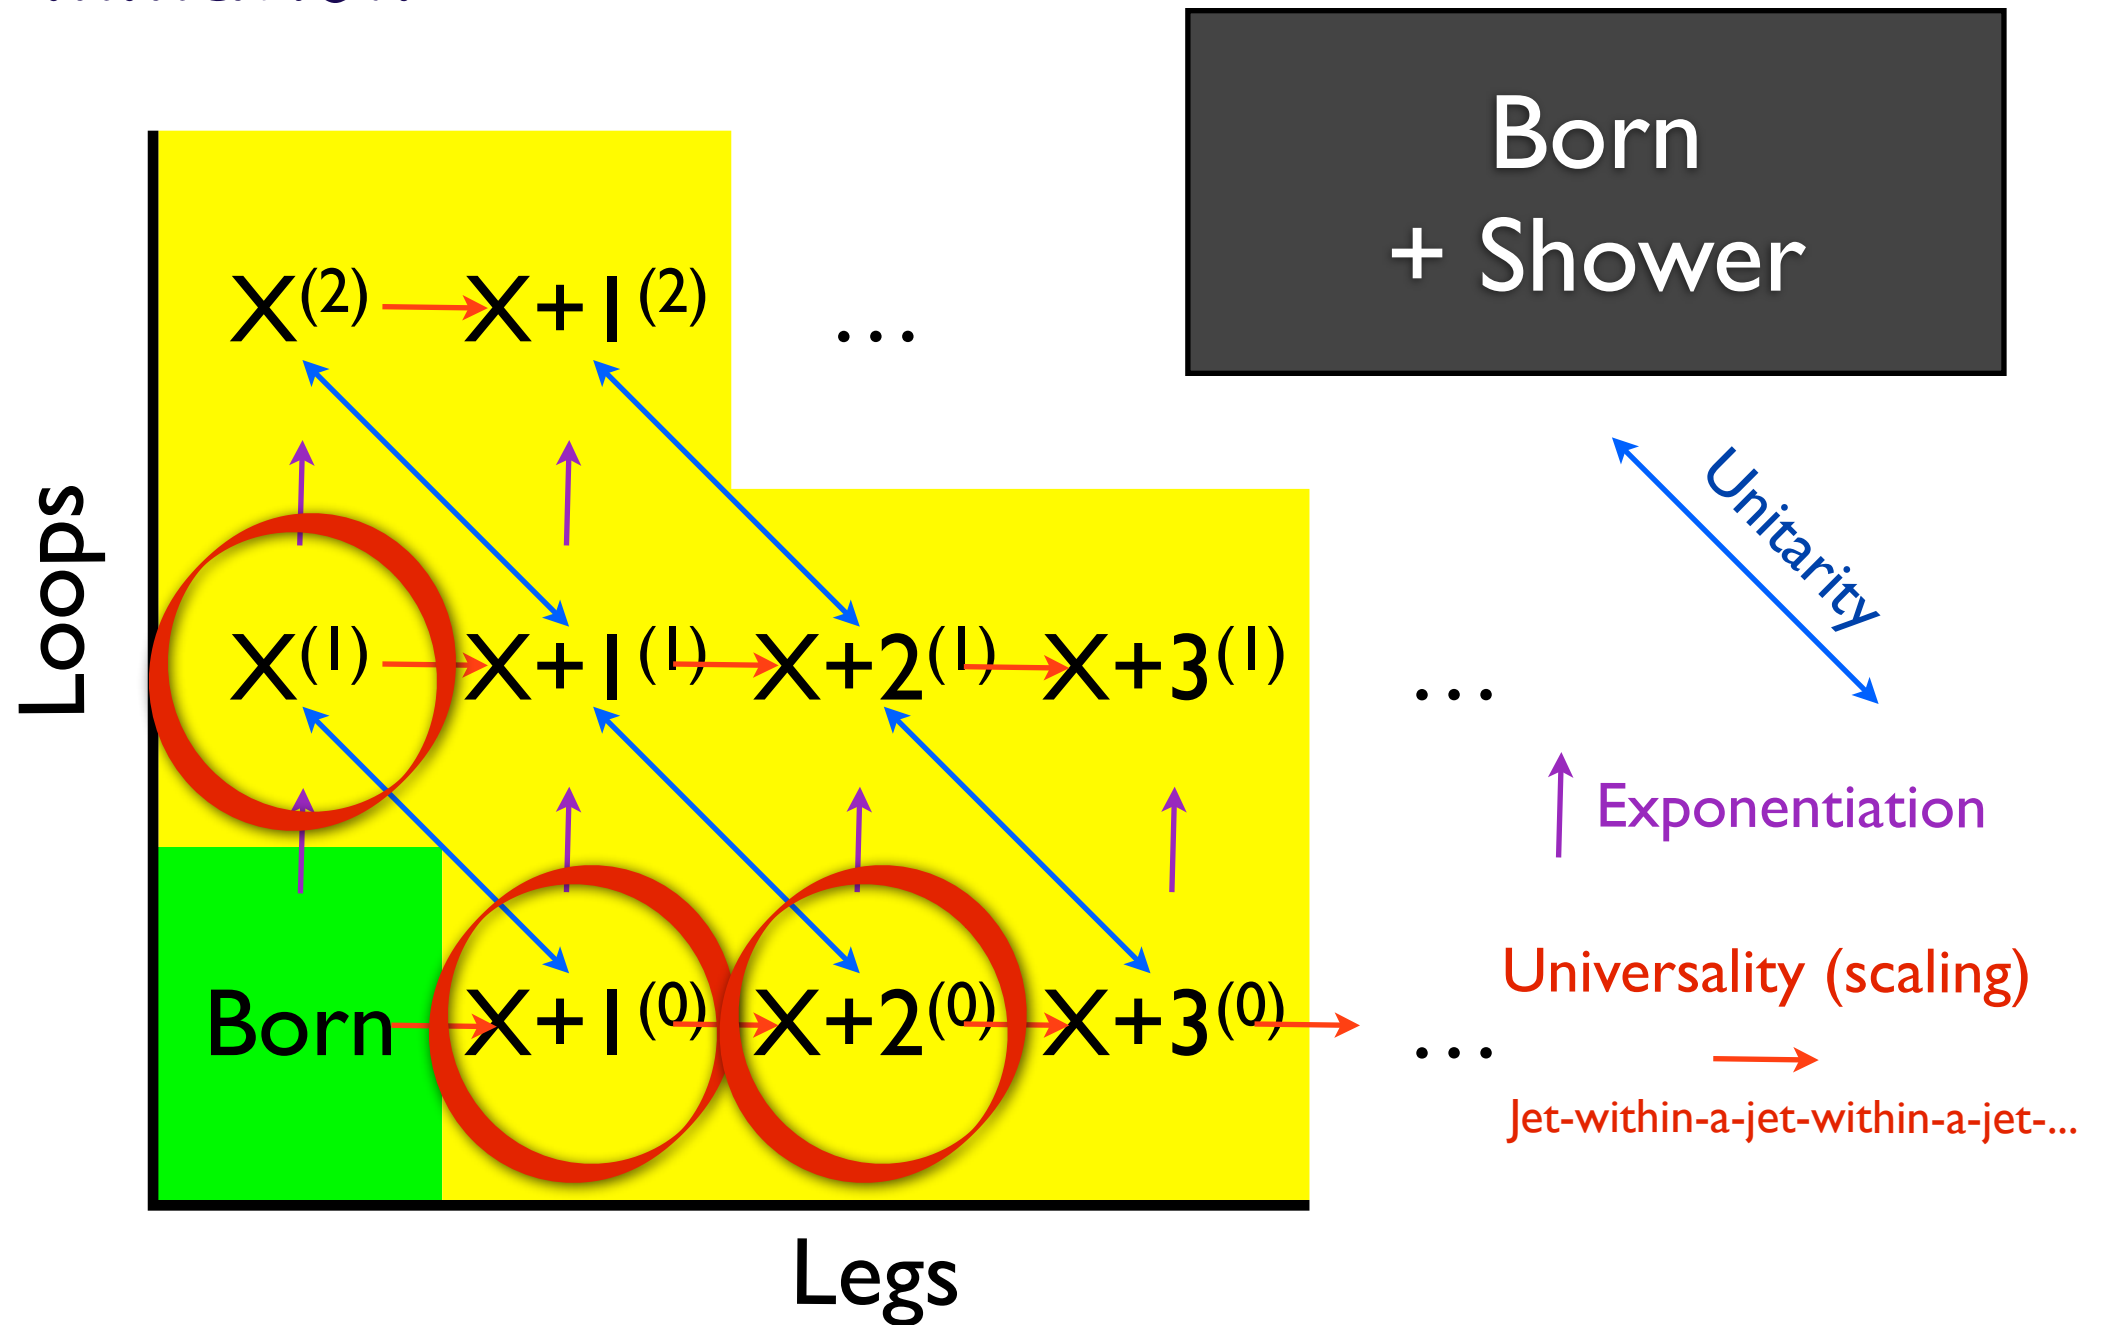 Born
+ Shower
X(2) X+1(2) ...
Unitarity
Loops
X(1) X+1(1) X+2(1) X+3(1) ...
Exponentiation
Universality (scaling)
Born X+1(0) X+2(0) X+3(0) ...
Jet-within-a-jet-within-a-jet-...
Legs